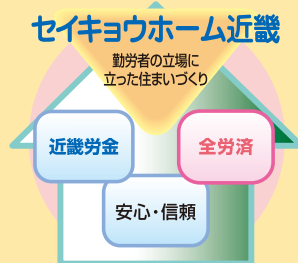 セイキョウホーム近畿
勤労者の立場に
立った住まいづくり
近畿労金
全労済
安心・信頼